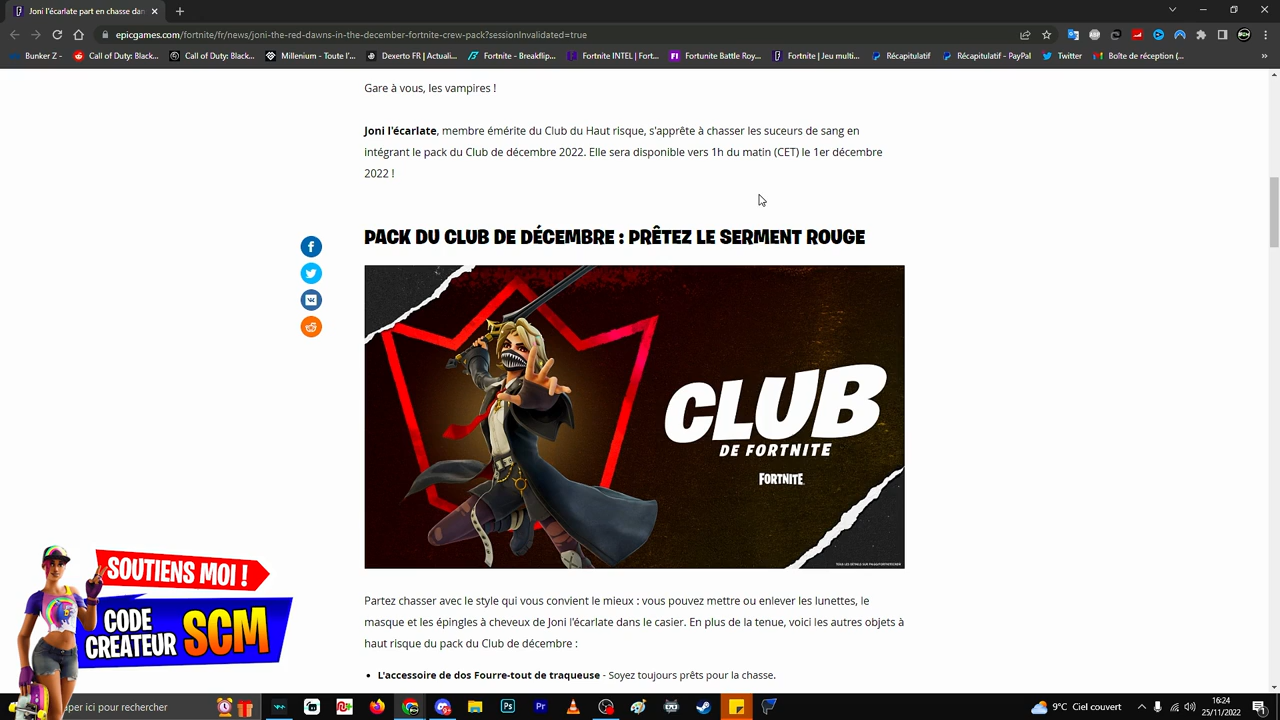 Joni l'écarlate part en chasse dan
epicgames.com/fortnite/fr/news/joni-the-red-dawns-in-the-december-fortnite-crew-pack?sessionInvalidated=true
Bunker Z - Call of Duty: Black... Call of Duty: Black... Millenium - Toute l'... Dexerto FR | Actuali... Fortnite - Breakflip... Fortnite INTEL | Fort... Fortunite Battle Roy... Fortnite | Jeu multi... Récapitulatif Récapitulatif - PayPal Twitter Boîte de réception (... »
Gare à vous, les vampires !
Joni l'écarlate, membre émérite du Club du Haut risque, s'apprête à chasser les suceurs de sang en
intégrant le pack du Club de décembre 2022. Elle sera disponible vers 1h du matin (CET) le 1er décembre
2022 !
PACK DU CLUB DE DÉCEMBRE : PRÊTEZ LE SERMENT ROUGE
CLUB
DE FORTNITE
FORTNITE
Partez chasser avec le style qui vous convient le mieux : vous pouvez mettre ou enlever les lunettes, le
masque et les épingles à cheveux de Joni l'écarlate dans le casier. En plus de la tenue, voici les autres objets à
haut risque du pack du Club de décembre :
• L'accessoire de dos Fourre-tout de traqueuse - Soyez toujours prêts pour la chasse.
SOUTIENS MOI !
CODE
CREATEUR SCM
per ici pour rechercher
9°C Ciel couvert
16:24
25/11/2022